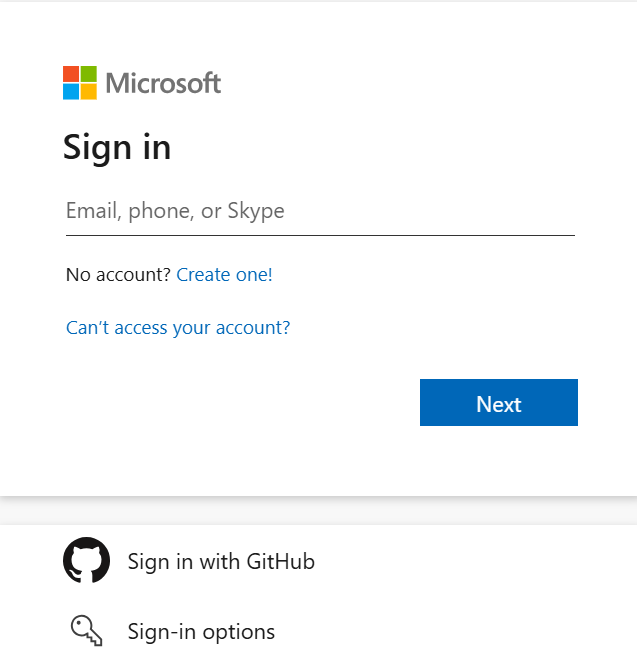 Microsoft
Sign in
Email, phone, or Skype
No account? Create one!
Can’t access your account?
Next
Sign in with GitHub
Sign-in options